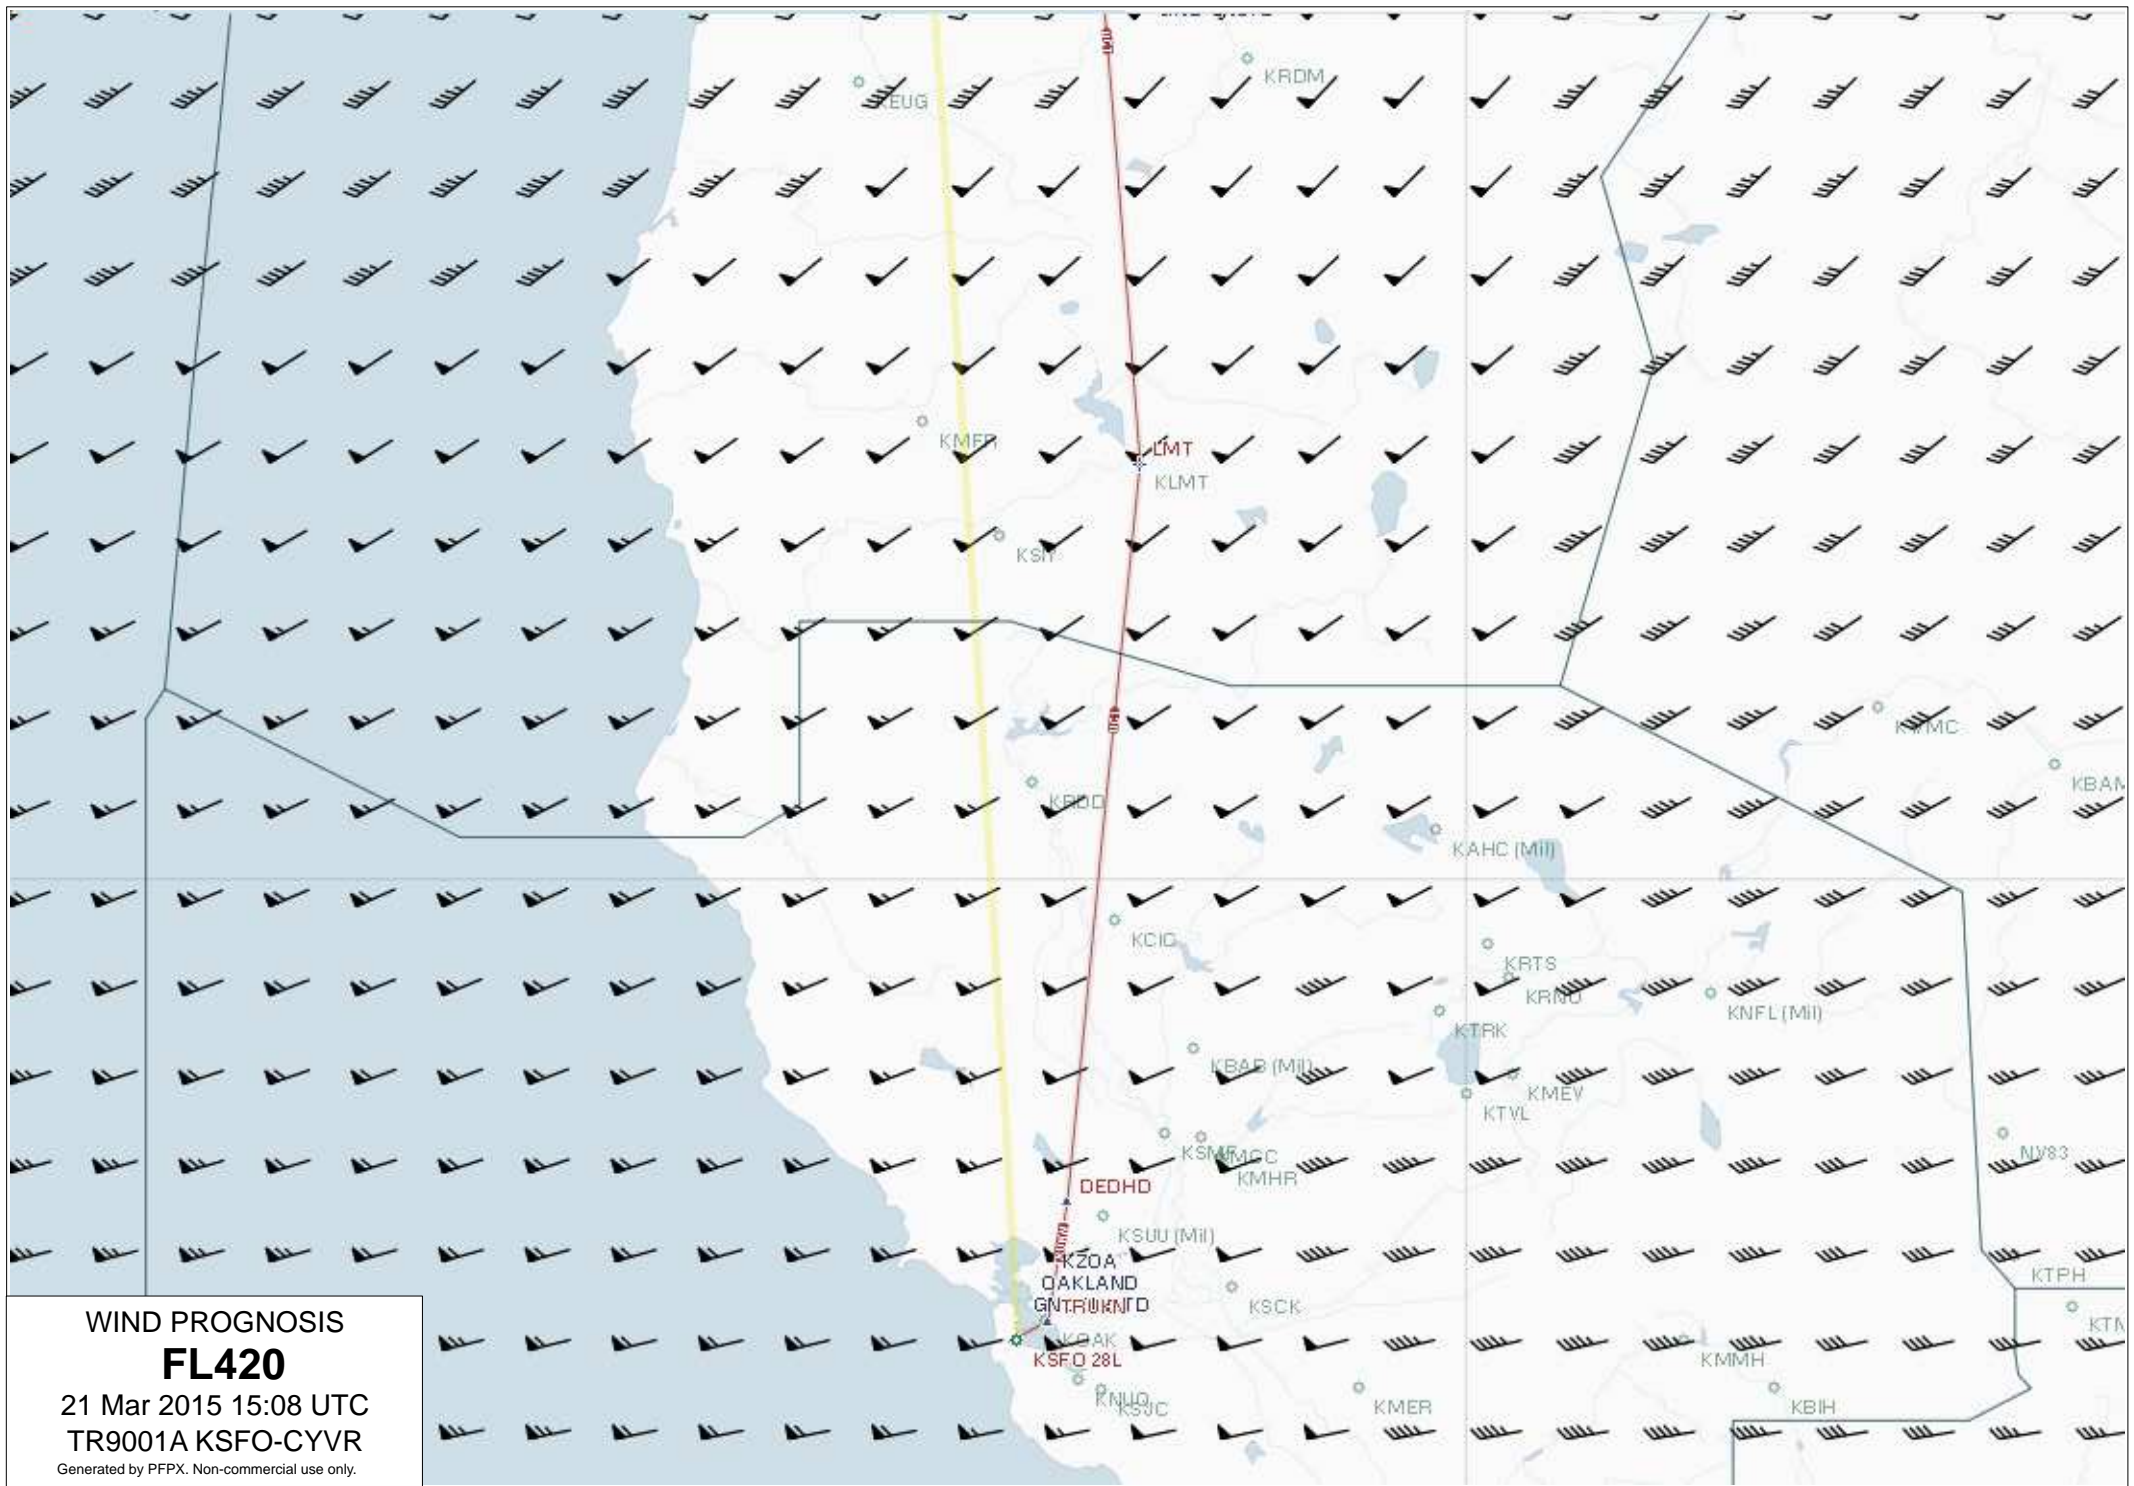 KRDM
KEUG
KMFR
LMT
KLMT
KSIY
KWMC
KBAM
KRDD
KAHC (Mil)
KCIC
KRTS
KRNO
KNFL (Mil)
KTRK
KBAB (Mil)
KMEV
KTVL
KSMF
KMCC
KMHR
NV83
DEDHD
KSUU (Mil)
KZOA
OAKLAND
TRUKN
KTPH
KSCK
KOAK
KSFO 28L
KMMH
KNUQ
KSJC
KMER
KBIH
WIND PROGNOSIS
FL420
21 Mar 2015 15:08 UTC
TR9001A KSFO-CYVR
Generated by PFPX. Non-commercial use only.